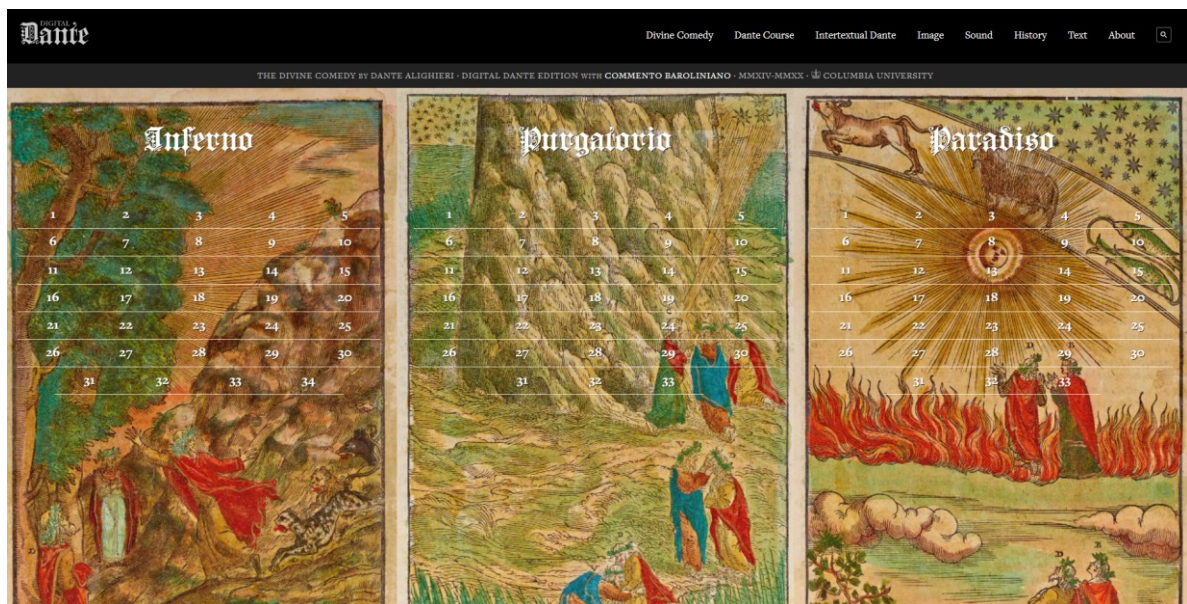 DIGITAL
Dante
Divine Comedy Dante Course Intertextual Dante Image Sound History Text About
THE DIVINE COMEDY BY DANTE ALIGHIERI · DIGITAL DANTE EDITION WITH COMMENTO BAROLINIANO · MMXIV-MMXX · COLUMBIA UNIVERSITY
Inferno
1 2 3 4 5
6 7 8 9 10
11 12 13 14 15
16 17 18 19 20
21 22 23 24 25
26 27 28 29 30
31 32 33 34
Purgatorio
1 2 3 4 5
6 7 8 9 10
11 12 13 14 15
16 17 18 19 20
21 22 23 24 25
26 27 28 29 30
31 32 33
Paradiso
1 2 3 4 5
6 7 8 9 10
11 12 13 14 15
16 17 18 19 20
21 22 23 24 25
26 27 28 29 30
31 32 33